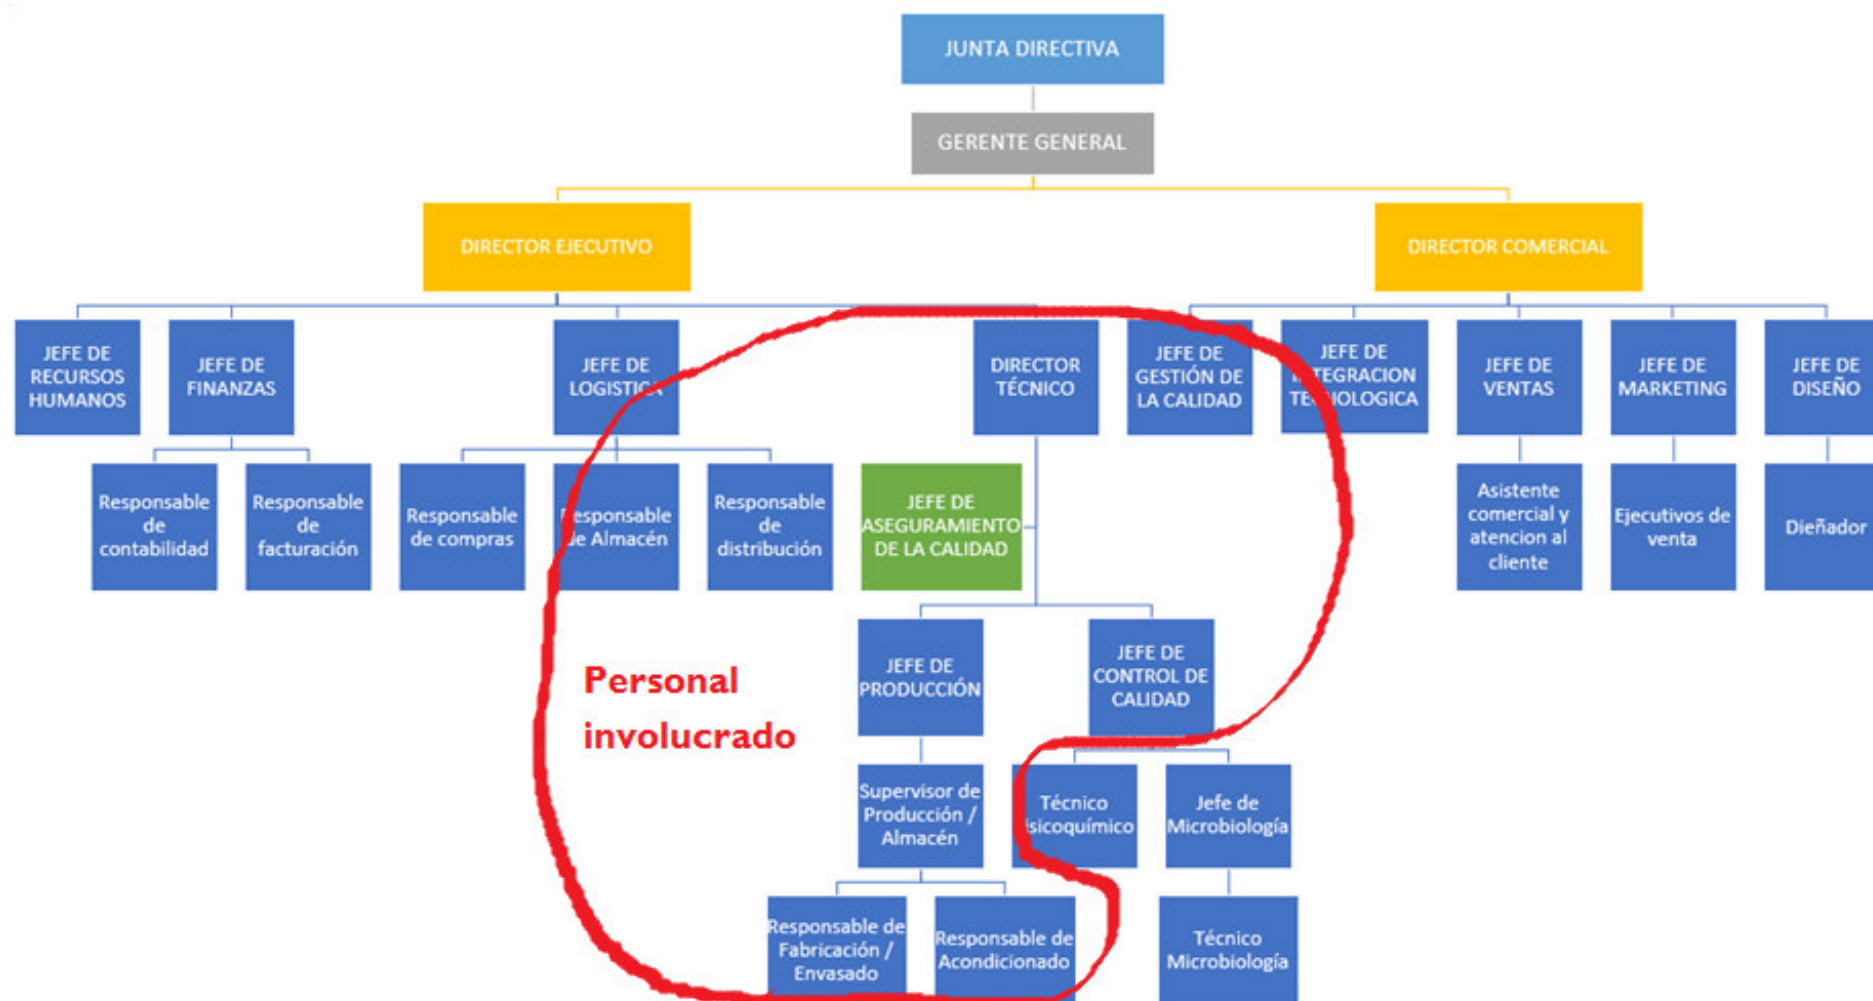 JUNTA DIRECTIVA
GERENTE GENERAL
DIRECTOR EJECUTIVO
DIRECTOR COMERCIAL
JEFE DE
RECURSOS
HUMANOS
JEFE DE
FINANZAS
JEFE DE
LOGISTICA
DIRECTOR
TÉCNICO
JEFE DE
GESTIÓN DE
LA CALIDAD
JEFE DE
INTEGRACION
TECNOLOGICA
JEFE DE
VENTAS
JEFE DE
MARKETING
JEFE DE
DISEÑO
Responsable
de
contabilidad
Responsable
de
facturación
Responsable
de compras
Responsable
de Almacén
Responsable
de
distribución
JEFE DE
ASEGURAMIENTO
DE LA CALIDAD
Asistente
comercial y
atencion al
cliente
Ejecutivos de
venta
Dieñador
JEFE DE
PRODUCCIÓN
JEFE DE
CONTROL DE
CALIDAD
Personal
involucrado
Supervisor de
Producción /
Almacén
Técnico
fisicoquímico
Jefe de
Microbiología
Responsable de
Fabricación /
Envasado
Responsable de
Acondicionado
Técnico
Microbiología